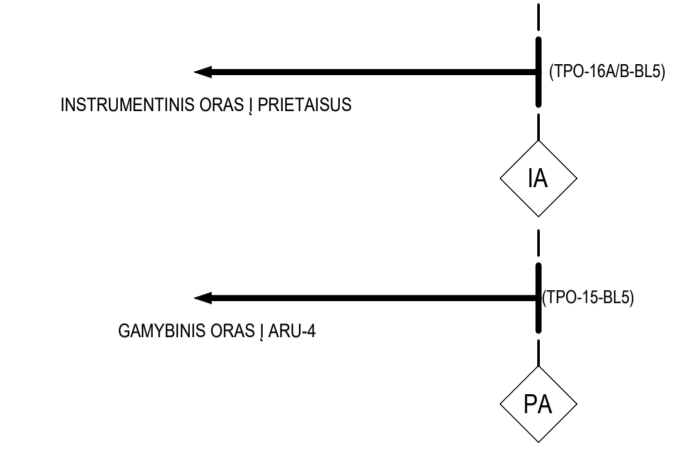 (TPO-16A/B-BL5)
INSTRUMENTINIS ORAS Į PRIETAISUS
IA
(TPO-15-BL5)
GAMYBINIS ORAS Į ARU-4
PA